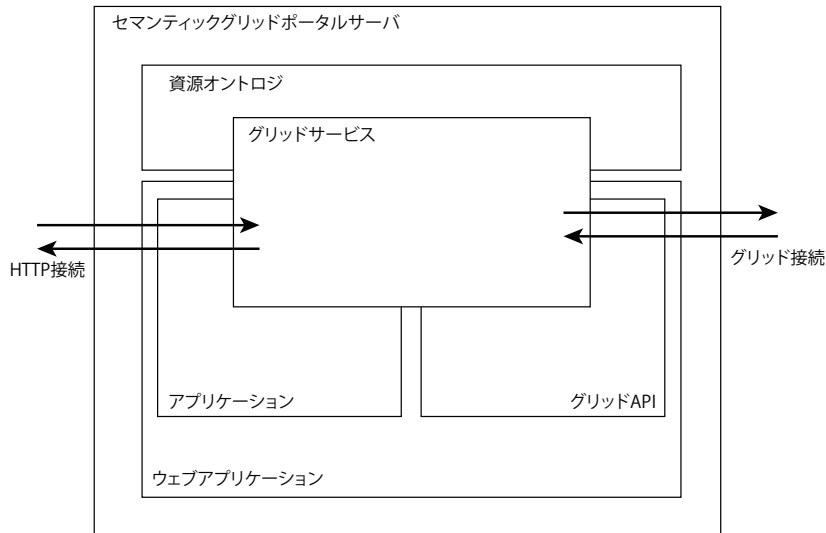 セマンティックグリッドポータルサーバ
資源オントロジ
グリッドサービス
HTTP接続
グリッド接続
アプリケーション
グリッドAPI
ウェブアプリケーション